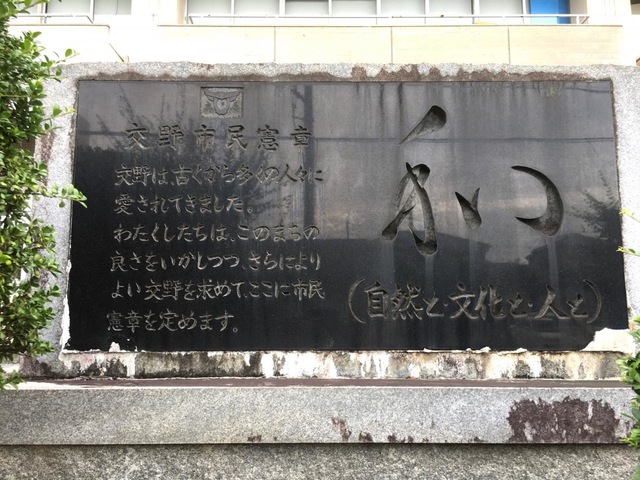 交野市民憲章
交野は、古くから多くの人々に
愛されてきました。
わたくしたちは、このまちの
良さをいかしつつ、さらにより
よい交野を求めて、ここに市民
憲章を定めます。
和
(自然と・文化と・人と)